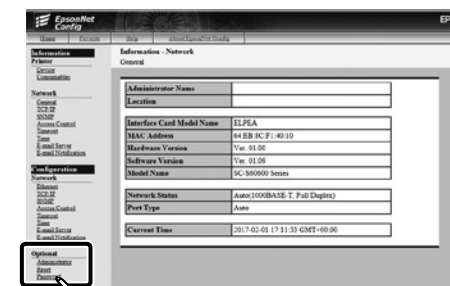 EpsonNet
Config
EP
Home Favorite Help About EpsonNet Config
Information
Printer
Device
Consumables
Network
General
TCP/IP
SNMP
Access Control
Timeout
Time
E-mail Server
E-mail Notification
Configuration
Network
Ethernet
TCP/IP
SNMP
Access Control
Timeout
Time
E-mail Server
E-mail Notification
Optional
Administrator
Reset
Password
Information - Network
General
Administrator Name
Location
Interface Card Model Name ELPEA
MAC Address 64:EB:8C:F1:40:10
Hardware Version Ver. 01.00
Software Version Ver. 01.09
Model Name SC-S60600 Series
Network Status Auto(1000BASE-T, Full Duplex)
Port Type Auto
Current Time 2017-02-01 17:11:33 GMT+00:00